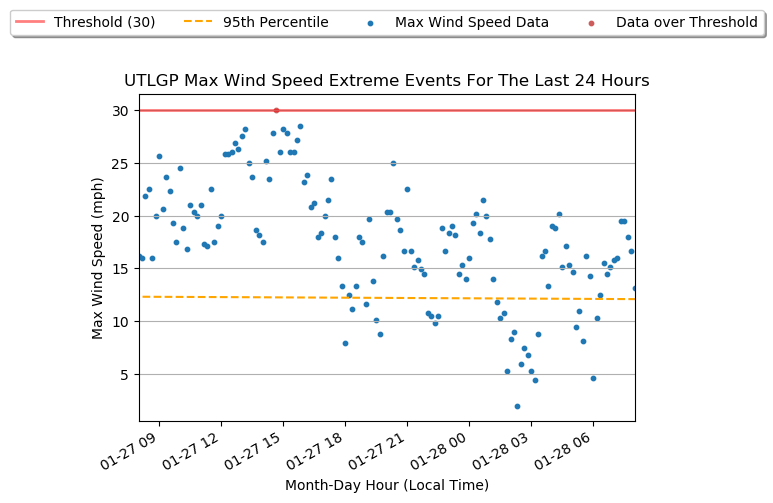 Threshold (30) 95th Percentile Max Wind Speed Data Data over Threshold
UTLGP Max Wind Speed Extreme Events For The Last 24 Hours
30
25
20
15
10
5
Max Wind Speed (mph)
01-27 09 01-27 12 01-27 15 01-27 18 01-27 21 01-28 00 01-28 03 01-28 06
Month-Day Hour (Local Time)